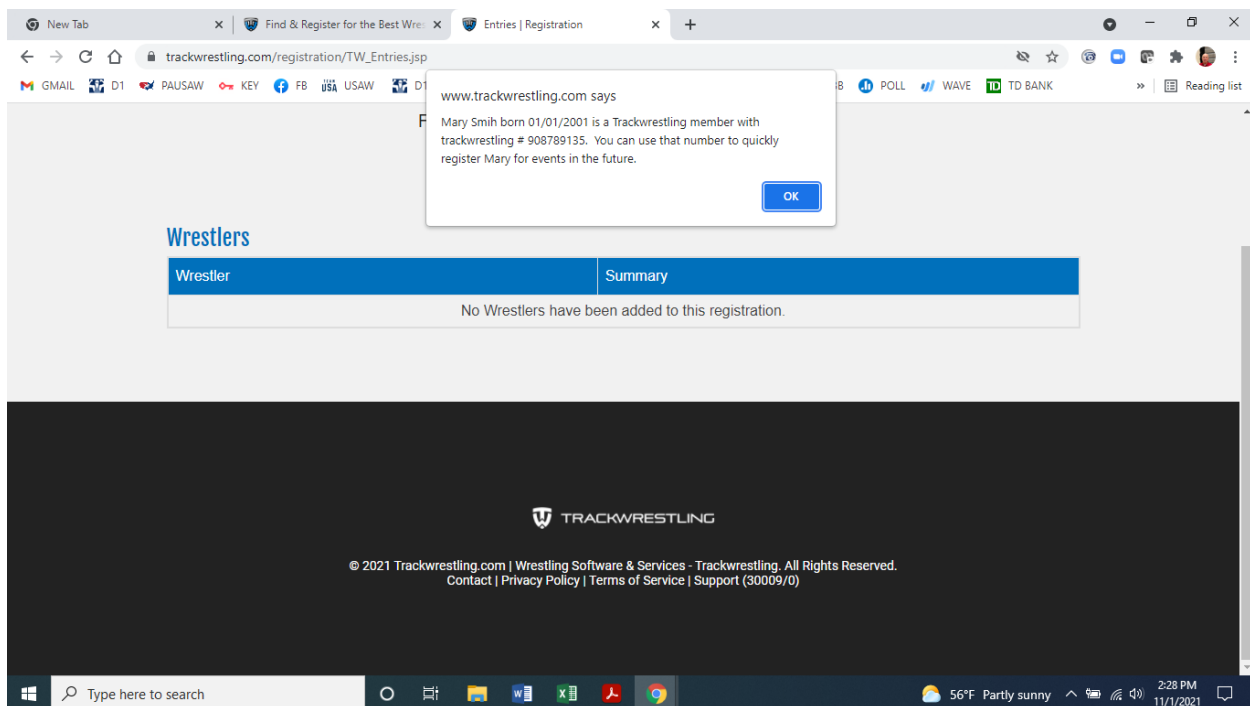 New Tab
Find & Register for the Best Wres
Entries | Registration
trackwrestling.com/registration/TW_Entries.jsp
GMAIL D1 PAUSAW KEY FB USAW D1 POLL WAVE TD BANK » Reading list
www.trackwrestling.com says
Mary Smih born 01/01/2001 is a Trackwrestling member with
trackwrestling # 908789135. You can use that number to quickly
register Mary for events in the future.
OK
Wrestlers
Wrestler Summary
No Wrestlers have been added to this registration.
TRACKWRESTLING
© 2021 Trackwrestling.com | Wrestling Software & Services - Trackwrestling. All Rights Reserved.
Contact | Privacy Policy | Terms of Service | Support (30009/0)
Type here to search
56°F Partly sunny
2:28 PM
11/1/2021